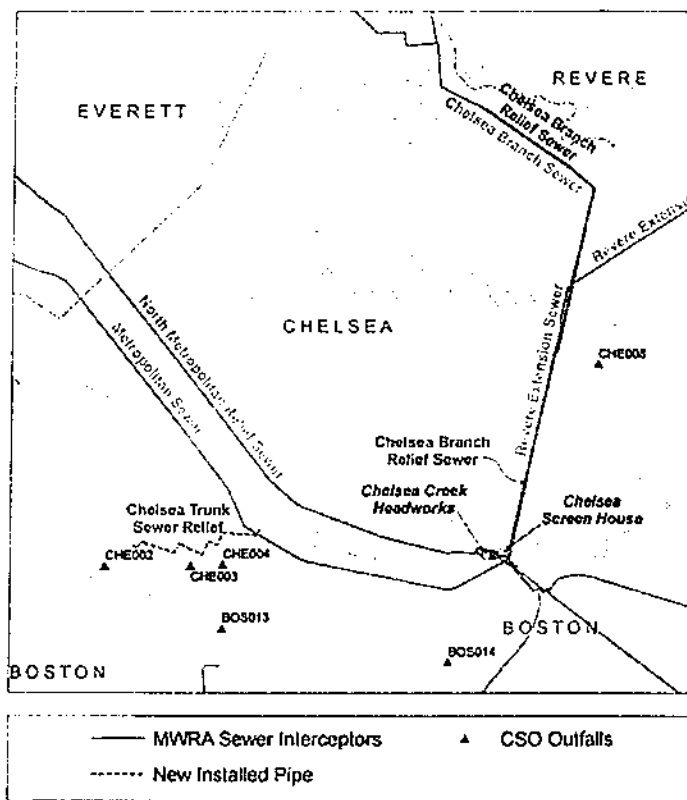 REVERE
EVERETT
Chelsea Branch
Relief Sewer
Chelsea Branch Sewer
Revere Extension
North Metropolitan Relief Sewer
Metropolitan Sewer
CHELSEA
Revere Extension Sewer
CHE008
Chelsea Branch
Relief Sewer
Chelsea Creek
Headworks
Chelsea
Screen House
Chelsea Trunk
Sewer Relief
CHE002
CHE003
CHE004
BOS013
BOSTON
BOS014
BOSTON
MWRA Sewer Interceptors
CSO Outfalls
New Installed Pipe